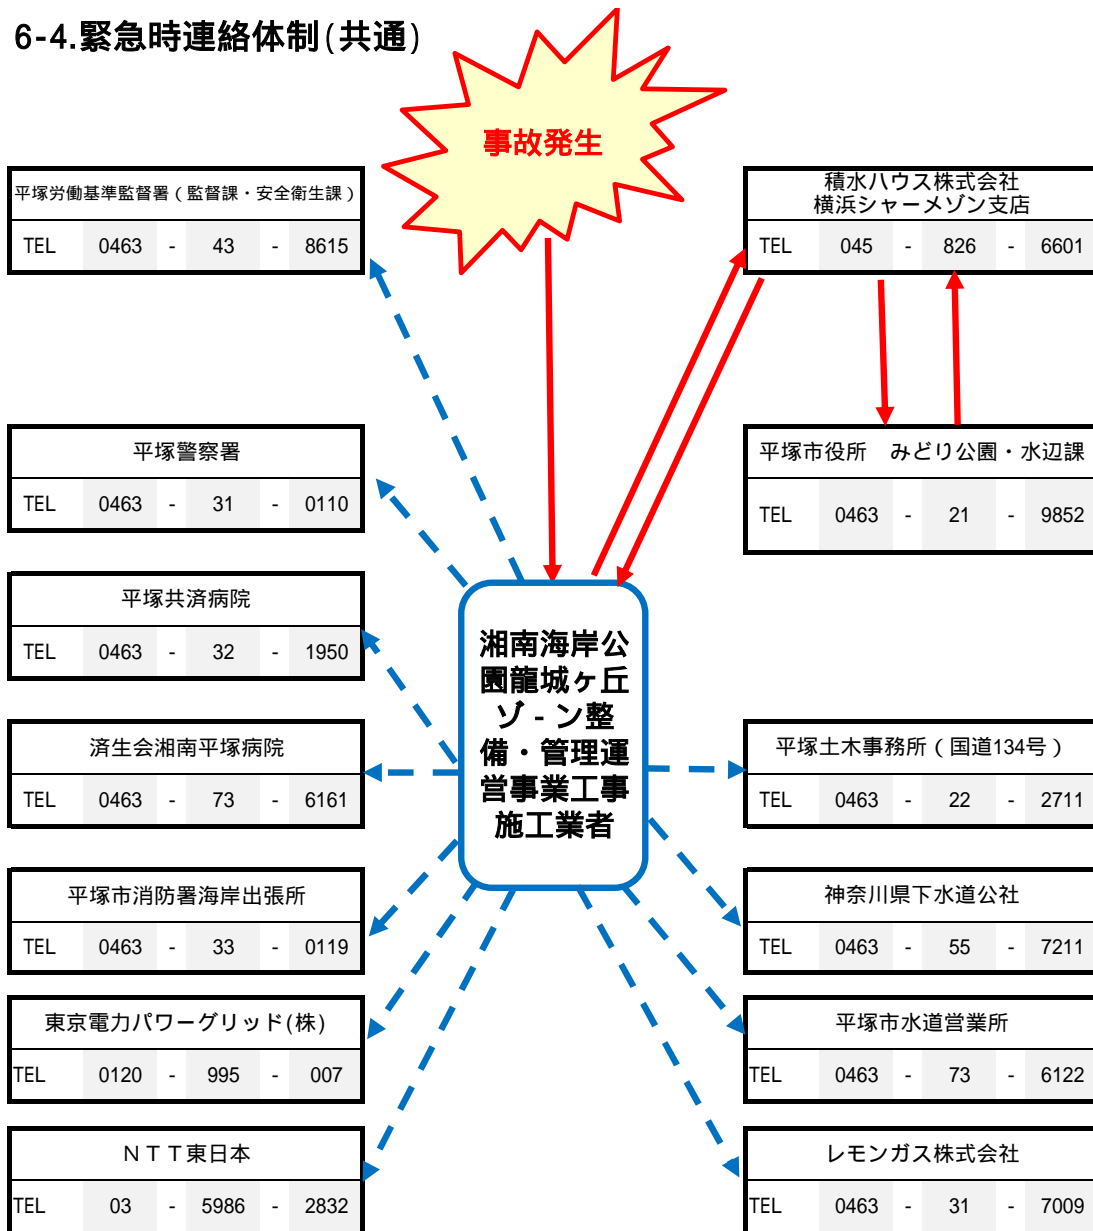 6-4.緊急時連絡体制(共通)
事故発生
平塚労働基準監督署(監督課・安全衛生課)
TEL 0463 - 43 - 8615
積水ハウス株式会社
横浜シャーメゾン支店
TEL 045 - 826 - 6601
平塚警察署
TEL 0463 - 31 - 0110
平塚市役所 みどり公園・水辺課
TEL 0463 - 21 - 9852
平塚共済病院
TEL 0463 - 32 - 1950
湘南海岸公
園龍城ヶ丘
ゾ-ン整
備・管理運
営事業工事
施工業者
済生会湘南平塚病院
TEL 0463 - 73 - 6161
平塚土木事務所(国道134号)
TEL 0463 - 22 - 2711
平塚市消防署海岸出張所
TEL 0463 - 33 - 0119
神奈川県下水道公社
TEL 0463 - 55 - 7211
東京電力パワーグリッド(株)
TEL 0120 - 995 - 007
平塚市水道営業所
TEL 0463 - 73 - 6122
NTT東日本
TEL 03 - 5986 - 2832
レモンガス株式会社
TEL 0463 - 31 - 7009